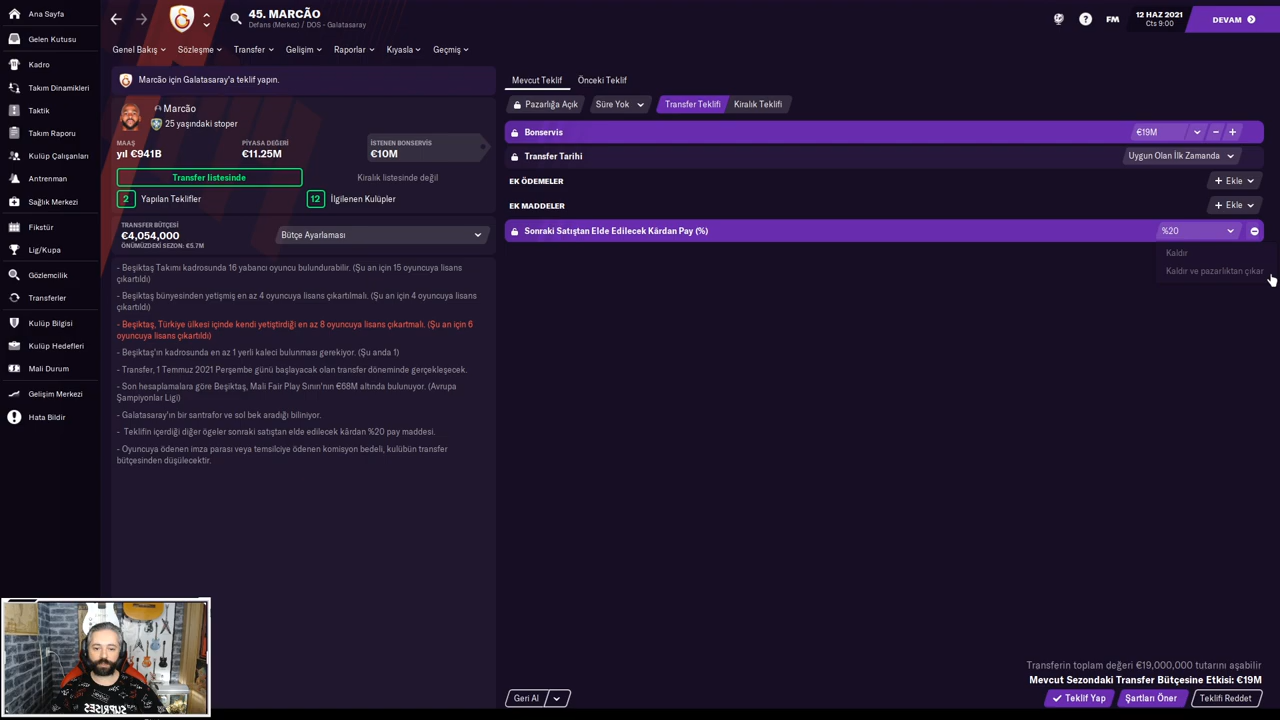 Ana Sayfa
Gelen Kutusu
Kadro
Takım Dinamikleri
Taktik
Takım Raporu
Kulüp Çalışanları
Antrenman
Sağlık Merkezi
Fikstür
Lig/Kupa
Gözlemcilik
Transferler
Kulüp Bilgisi
Kulüp Hedefleri
Mali Durum
Gelişim Merkezi
Hata Bildir
45. MARCÃO
Defans (Merkez) / DOS - Galatasaray
FM
12 HAZ 2021
Cts 9:00
DEVAM
Genel Bakış
Sözleşme
Transfer
Gelişim
Raporlar
Kıyasla
Geçmiş
Marcão için Galatasaray'a teklif yapın.
Marcão
25 yaşındaki stoper
MAAŞ
yıl €941B
PİYASA DEĞERİ
€11.25M
İSTENEN BONSERVİS
€10M
Transfer listesinde
Kiralık listesinde değil
2 Yapılan Teklifler
12 İlgilenen Kulüpler
TRANSFER BÜTÇESİ
€4,054,000
ÖNÜMÜZDEKİ SEZON: €5.7M
Bütçe Ayarlaması
- Beşiktaş Takımı kadrosunda 16 yabancı oyuncu bulundurabilir. (Şu an için 15 oyuncuya lisans
çıkartıldı)
- Beşiktaş bünyesinden yetişmiş en az 4 oyuncuya lisans çıkartılmalı. (Şu an için 4 oyuncuya lisans
çıkartıldı)
- Beşiktaş, Türkiye ülkesi içinde kendi yetiştirdiği en az 8 oyuncuya lisans çıkartmalı. (Şu an için 6
oyuncuya lisans çıkartıldı)
- Beşiktaş'ın kadrosunda en az 1 yerli kaleci bulunması gerekiyor. (Şu anda 1)
- Transfer, 1 Temmuz 2021 Perşembe günü başlayacak olan transfer döneminde gerçekleşecek.
- Son hesaplamalara göre Beşiktaş, Mali Fair Play Sınırı'nın €68M altında bulunuyor. (Avrupa
Şampiyonlar Ligi)
- Galatasaray'ın bir santrafor ve sol bek aradığı biliniyor.
- Teklifin içerdiği diğer ögeler sonraki satıştan elde edilecek kârdan %20 pay maddesi.
- Oyuncuya ödenen imza parası veya temsilciye ödenen komisyon bedeli, kulübün transfer
bütçesinden düşülecektir.
Mevcut Teklif
Önceki Teklif
Pazarlığa Açık
Süre Yok
Transfer Teklifi
Kiralık Teklifi
Bonservis
€19M
Transfer Tarihi
Uygun Olan İlk Zamanda
EK ÖDEMELER
+ Ekle
EK MADDELER
+ Ekle
Sonraki Satıştan Elde Edilecek Kârdan Pay (%)
%20
Kaldır
Kaldır ve pazarlıktan çıkar
Transferin toplam değeri €19,000,000 tutarını aşabilir
Mevcut Sezondaki Transfer Bütçesine Etkisi: €19M
Geri Al
Teklif Yap
Şartları Öner
Teklifi Reddet